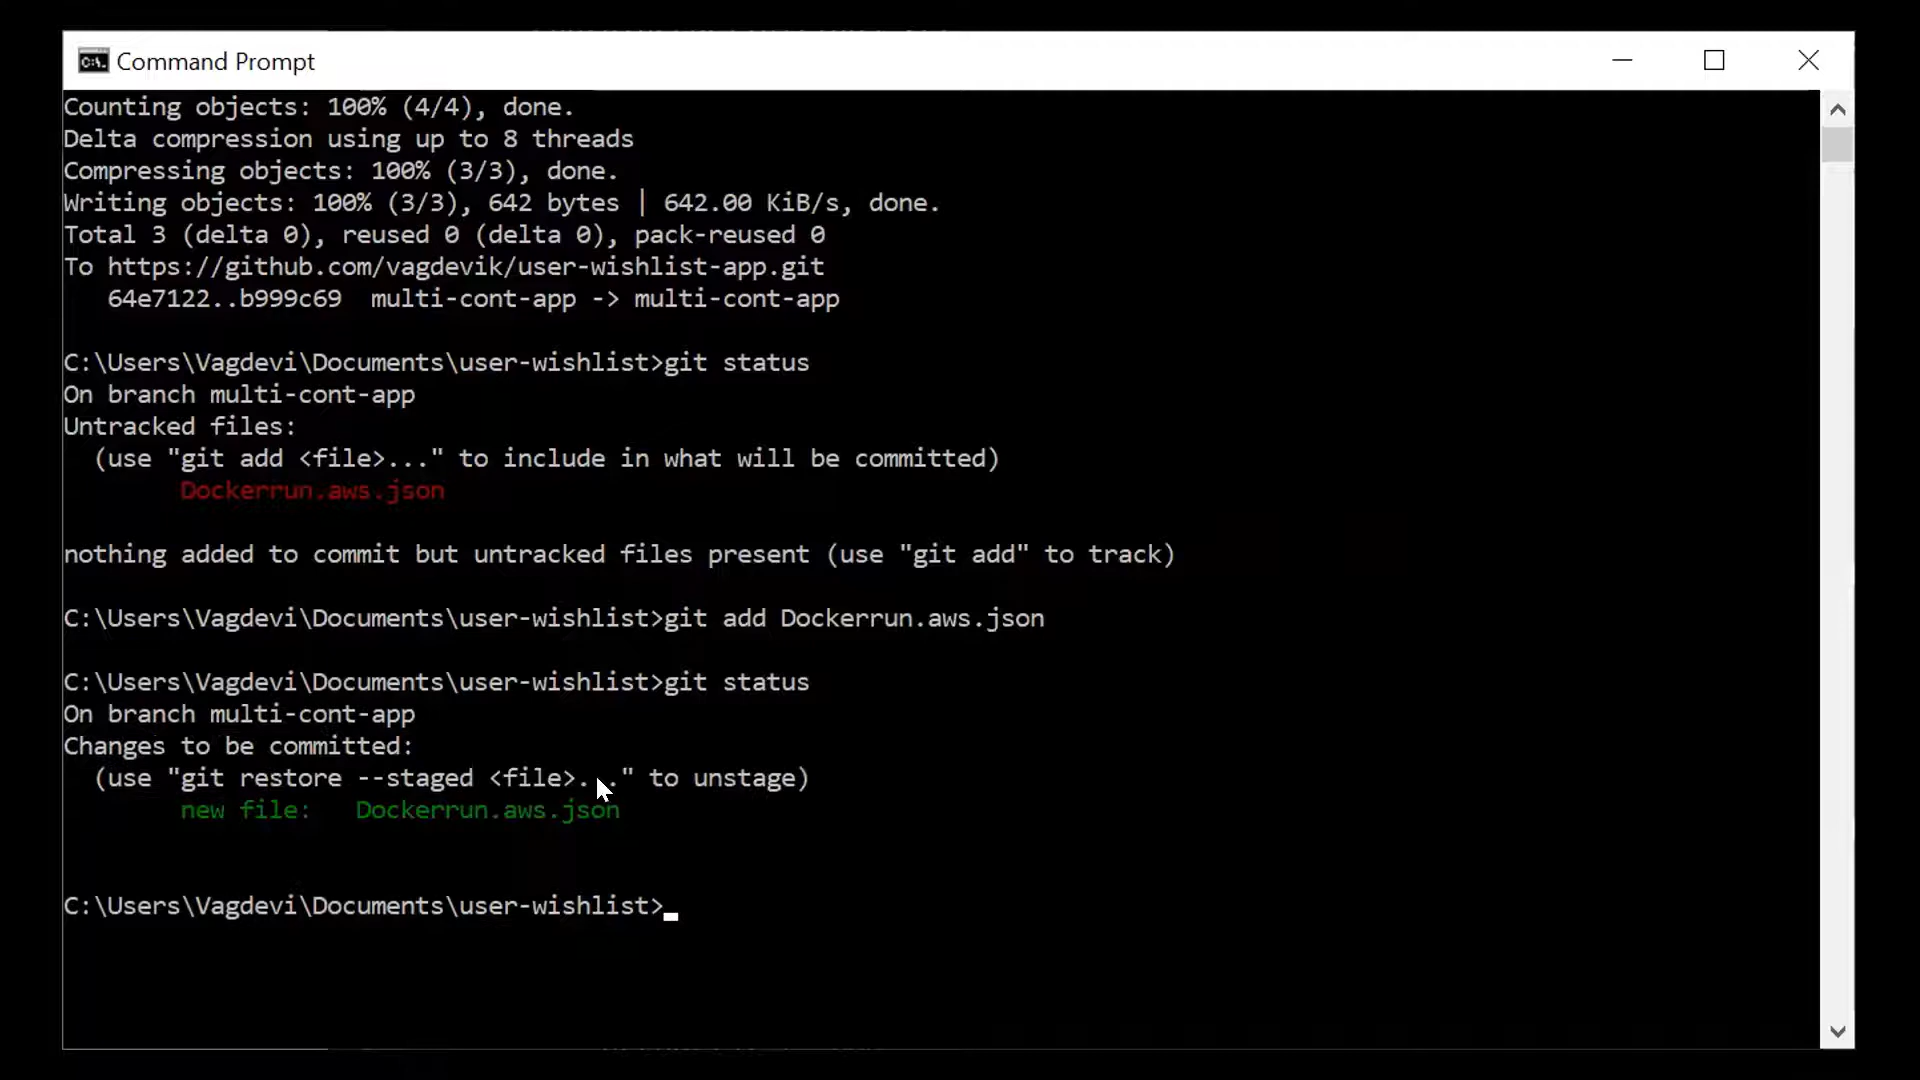 Command Prompt
Counting objects: 100% (4/4), done.
Delta compression using up to 8 threads
Compressing objects: 100% (3/3), done.
Writing objects: 100% (3/3), 642 bytes | 642.00 KiB/s, done.
Total 3 (delta 0), reused 0 (delta 0), pack-reused 0
To https://github.com/vagdevik/user-wishlist-app.git
   64e7122..b999c69  multi-cont-app -> multi-cont-app
C:\Users\Vagdevi\Documents\user-wishlist>git status
On branch multi-cont-app
Untracked files:
  (use "git add <file>..." to include in what will be committed)
        Dockerrun.aws.json
nothing added to commit but untracked files present (use "git add" to track)
C:\Users\Vagdevi\Documents\user-wishlist>git add Dockerrun.aws.json
C:\Users\Vagdevi\Documents\user-wishlist>git status
On branch multi-cont-app
Changes to be committed:
  (use "git restore --staged <file>..." to unstage)
        new file:   Dockerrun.aws.json
C:\Users\Vagdevi\Documents\user-wishlist>